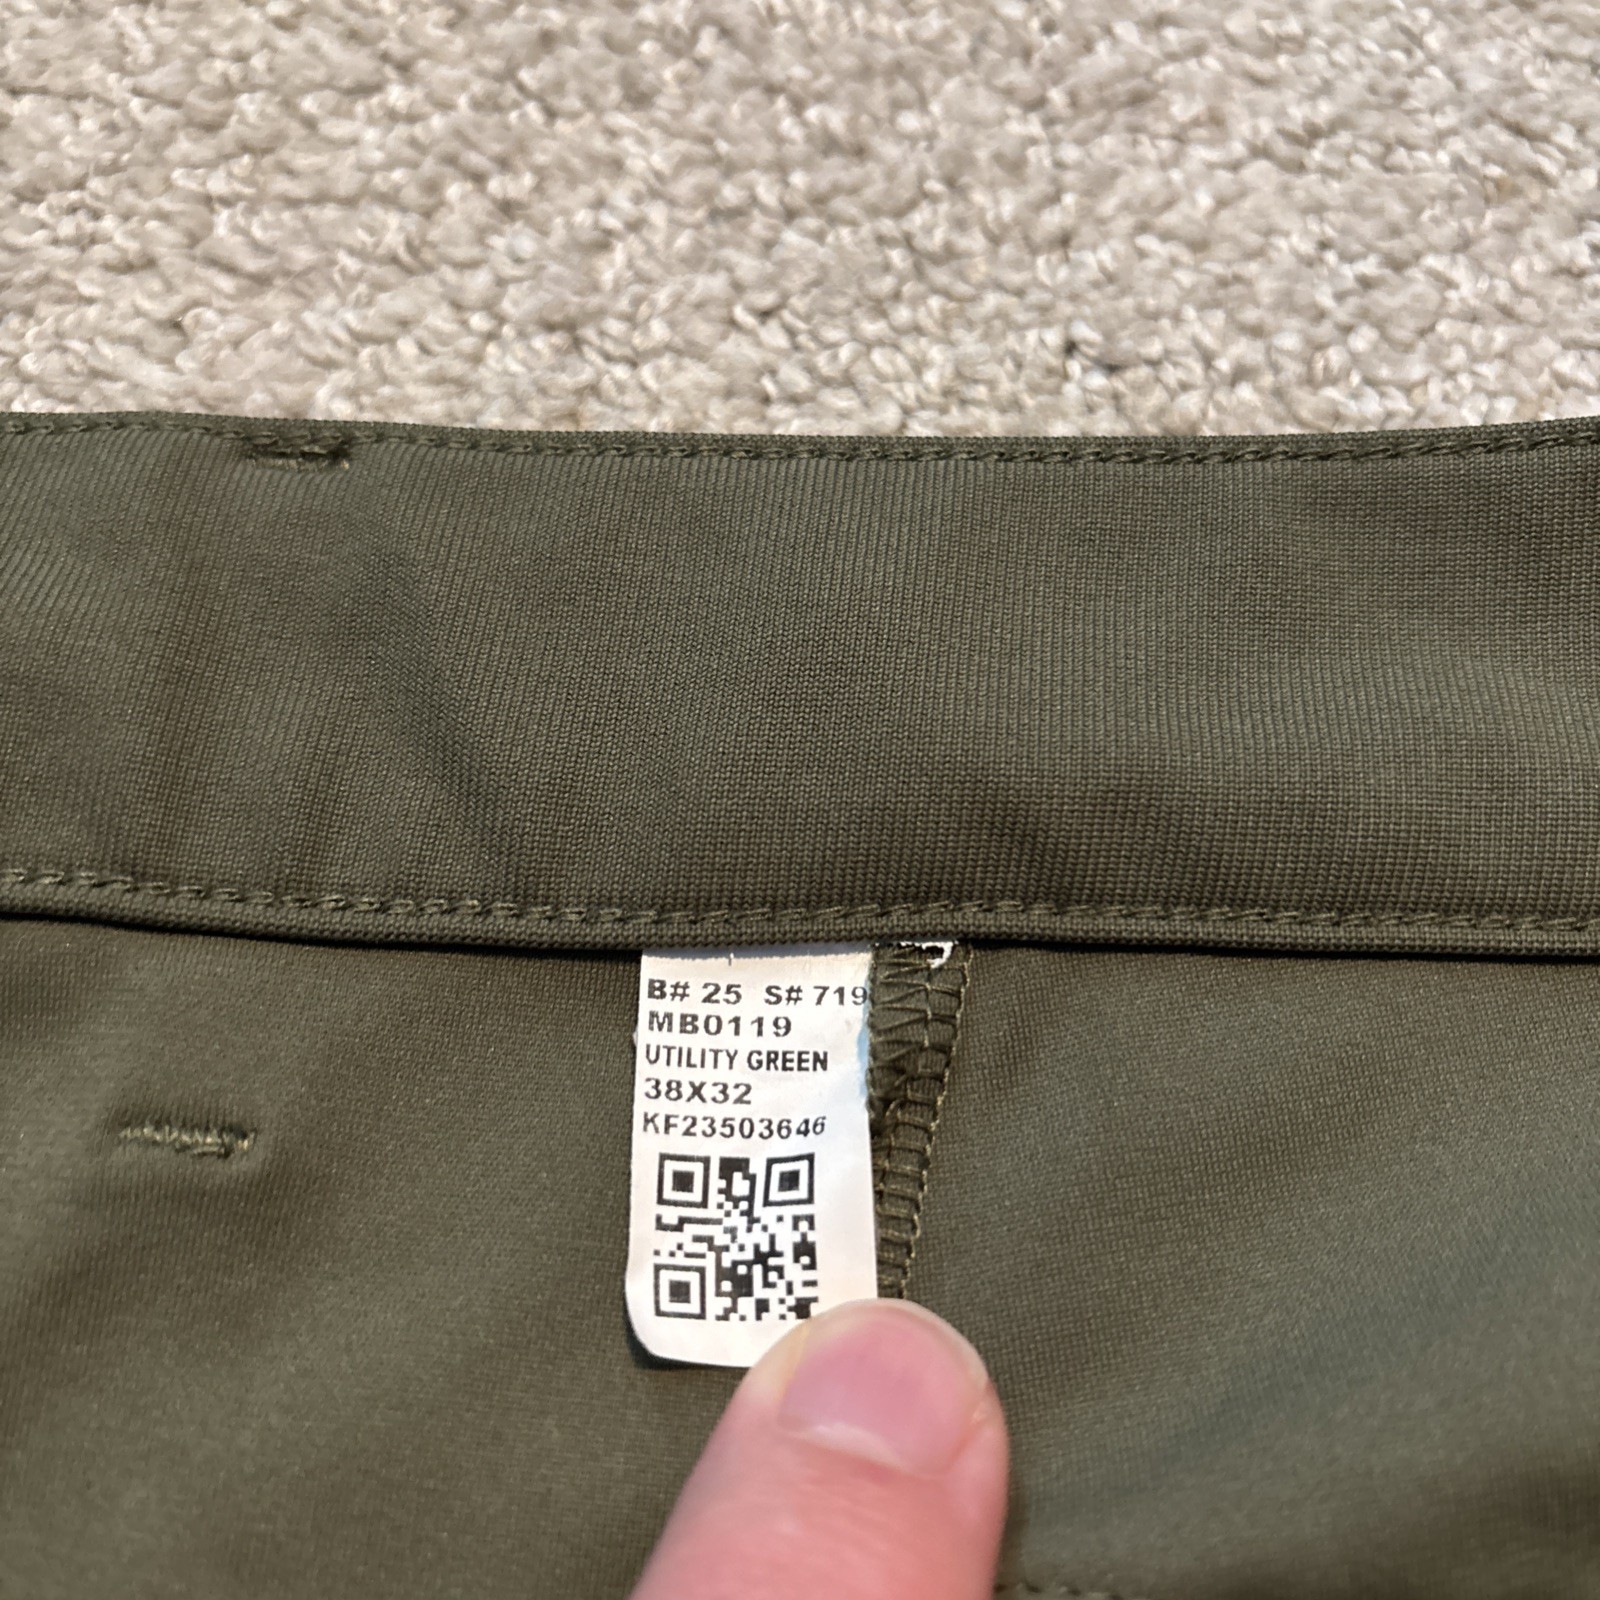 B# 25 S# 719
MB0119
UTILITY GREEN
38X32
KF23503646